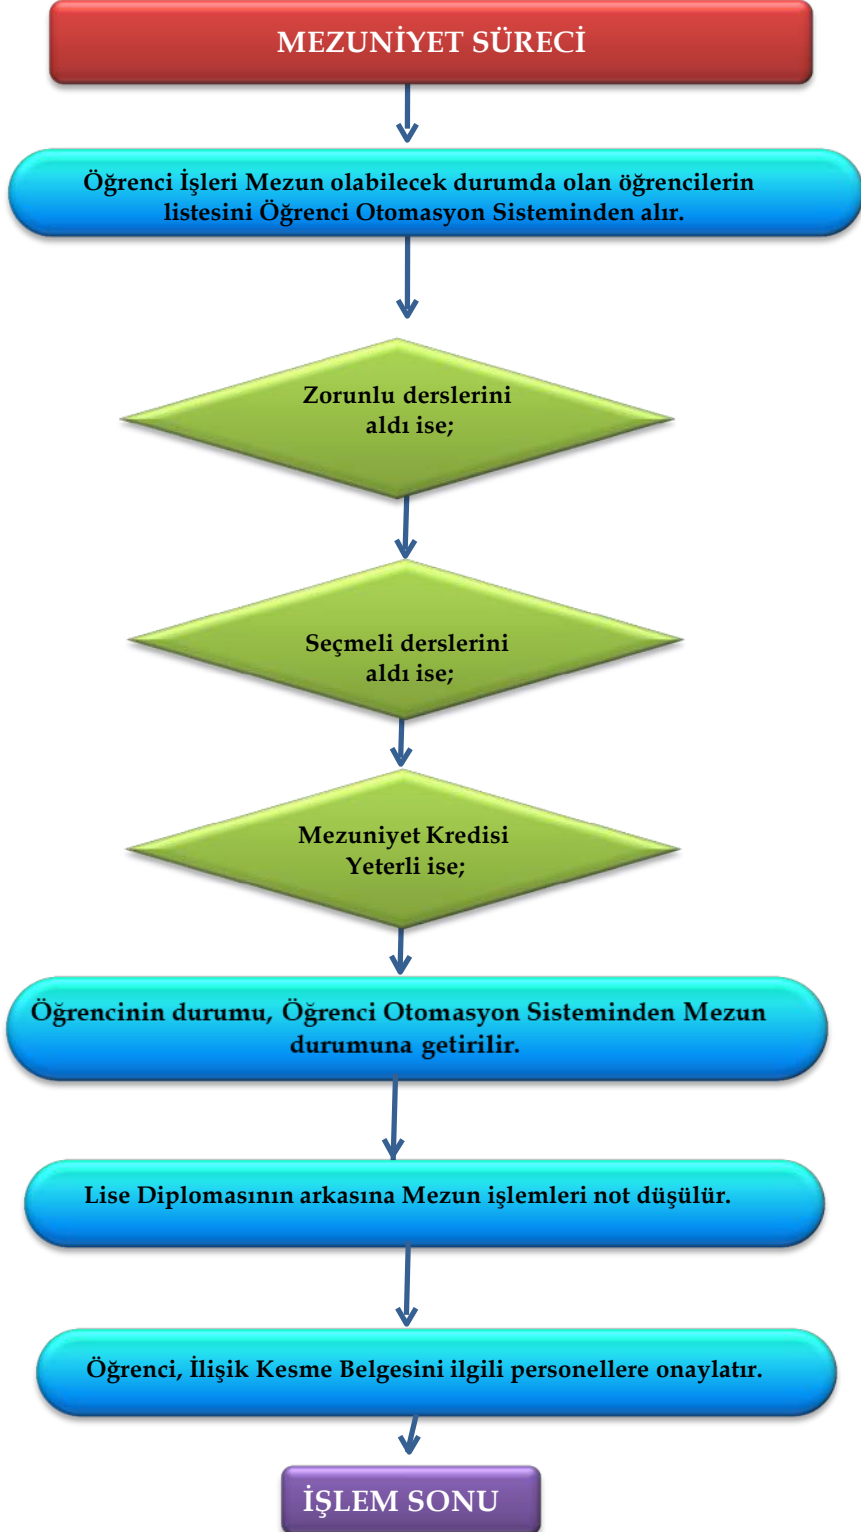 MEZUNİYET SÜRECİ
Öğrenci İşleri Mezun olabilecek durumda olan öğrencilerin
listesini Öğrenci Otomasyon Sisteminden alır.
Zorunlu derslerini
aldı ise;
Seçmeli derslerini
aldı ise;
Mezuniyet Kredisi
Yeterli ise;
Öğrencinin durumu, Öğrenci Otomasyon Sisteminden Mezun
durumuna getirilir.
Lise Diplomasının arkasına Mezun işlemleri not düşülür.
Öğrenci, İlişik Kesme Belgesini ilgili personellere onaylatır.
İŞLEM SONU